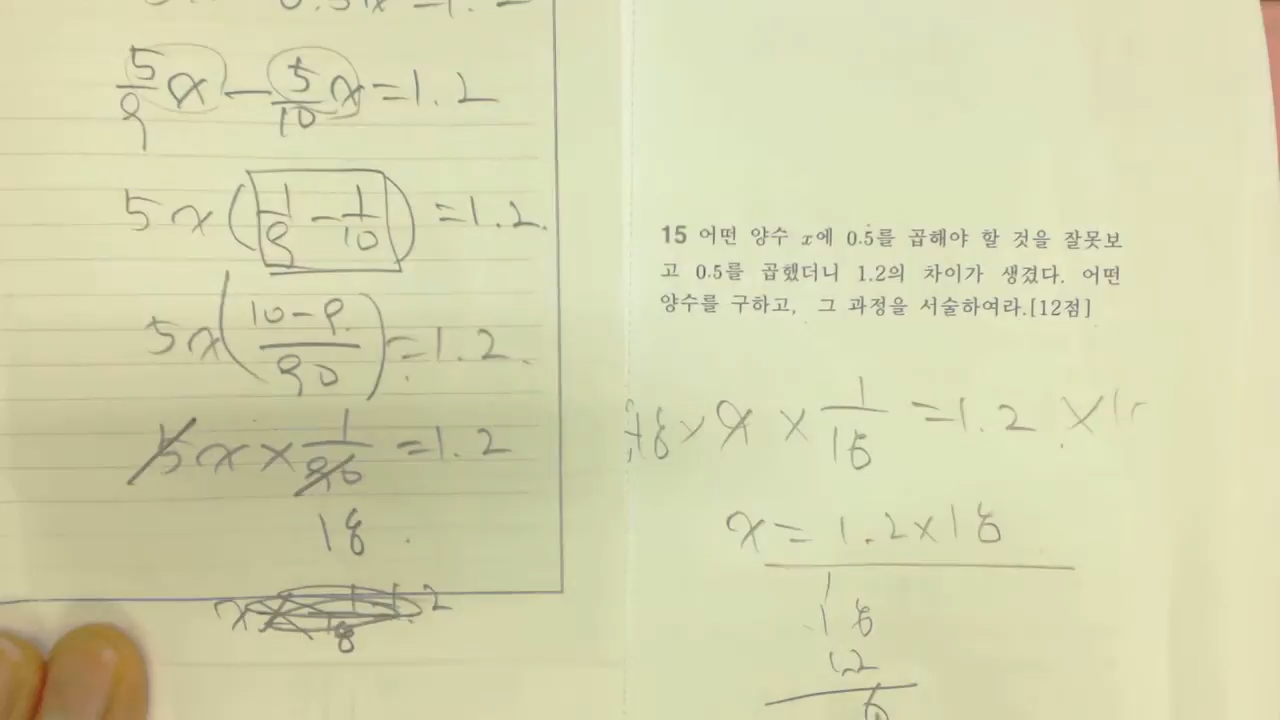 5/9 x - 5/10 x = 1.2
5x(1/9 - 1/10) = 1.2.
5x(10-9/90) = 1.2.
5x × 1/90 = 1.2
18
15 어떤 양수 x에 0.5̇를 곱해야 할 것을 잘못보
고 0.5를 곱했더니 1.2의 차이가 생겼다. 어떤
양수를 구하고, 그 과정을 서술하여라.[12점]
x × 1/18 = 1.2
x = 1.2×18
18
1.2
6